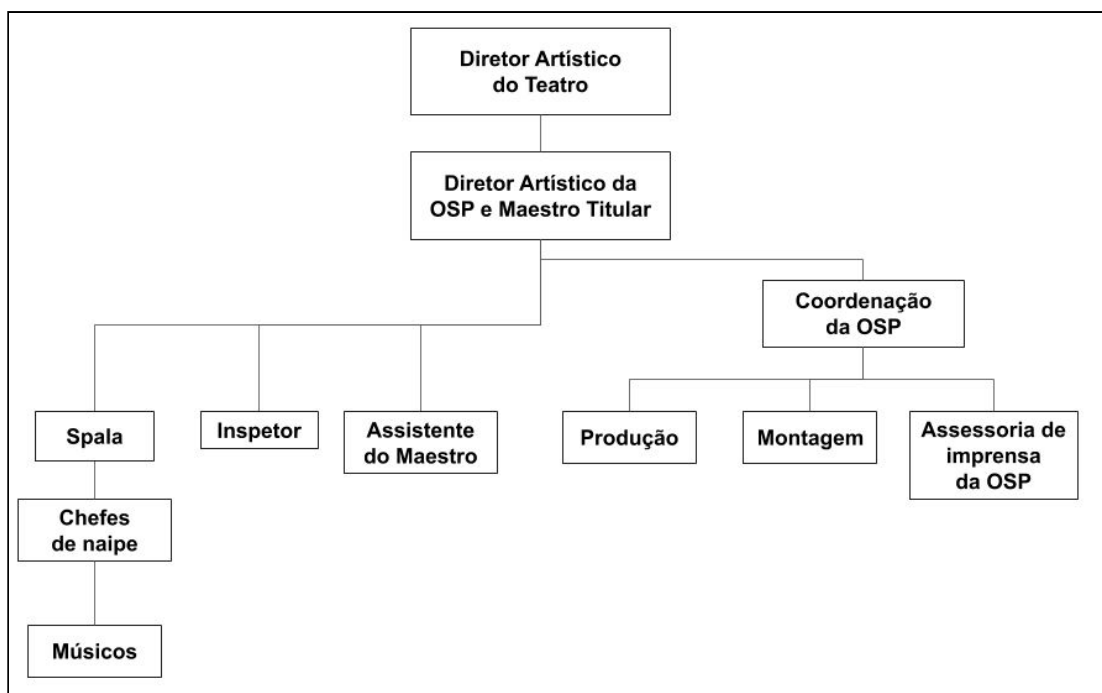 Diretor Artístico
do Teatro
Diretor Artístico da
OSP e Maestro Titular
Coordenação
da OSP
Spala
Inspetor
Assistente
do Maestro
Produção
Montagem
Assessoria de
imprensa
da OSP
Chefes
de naipe
Músicos